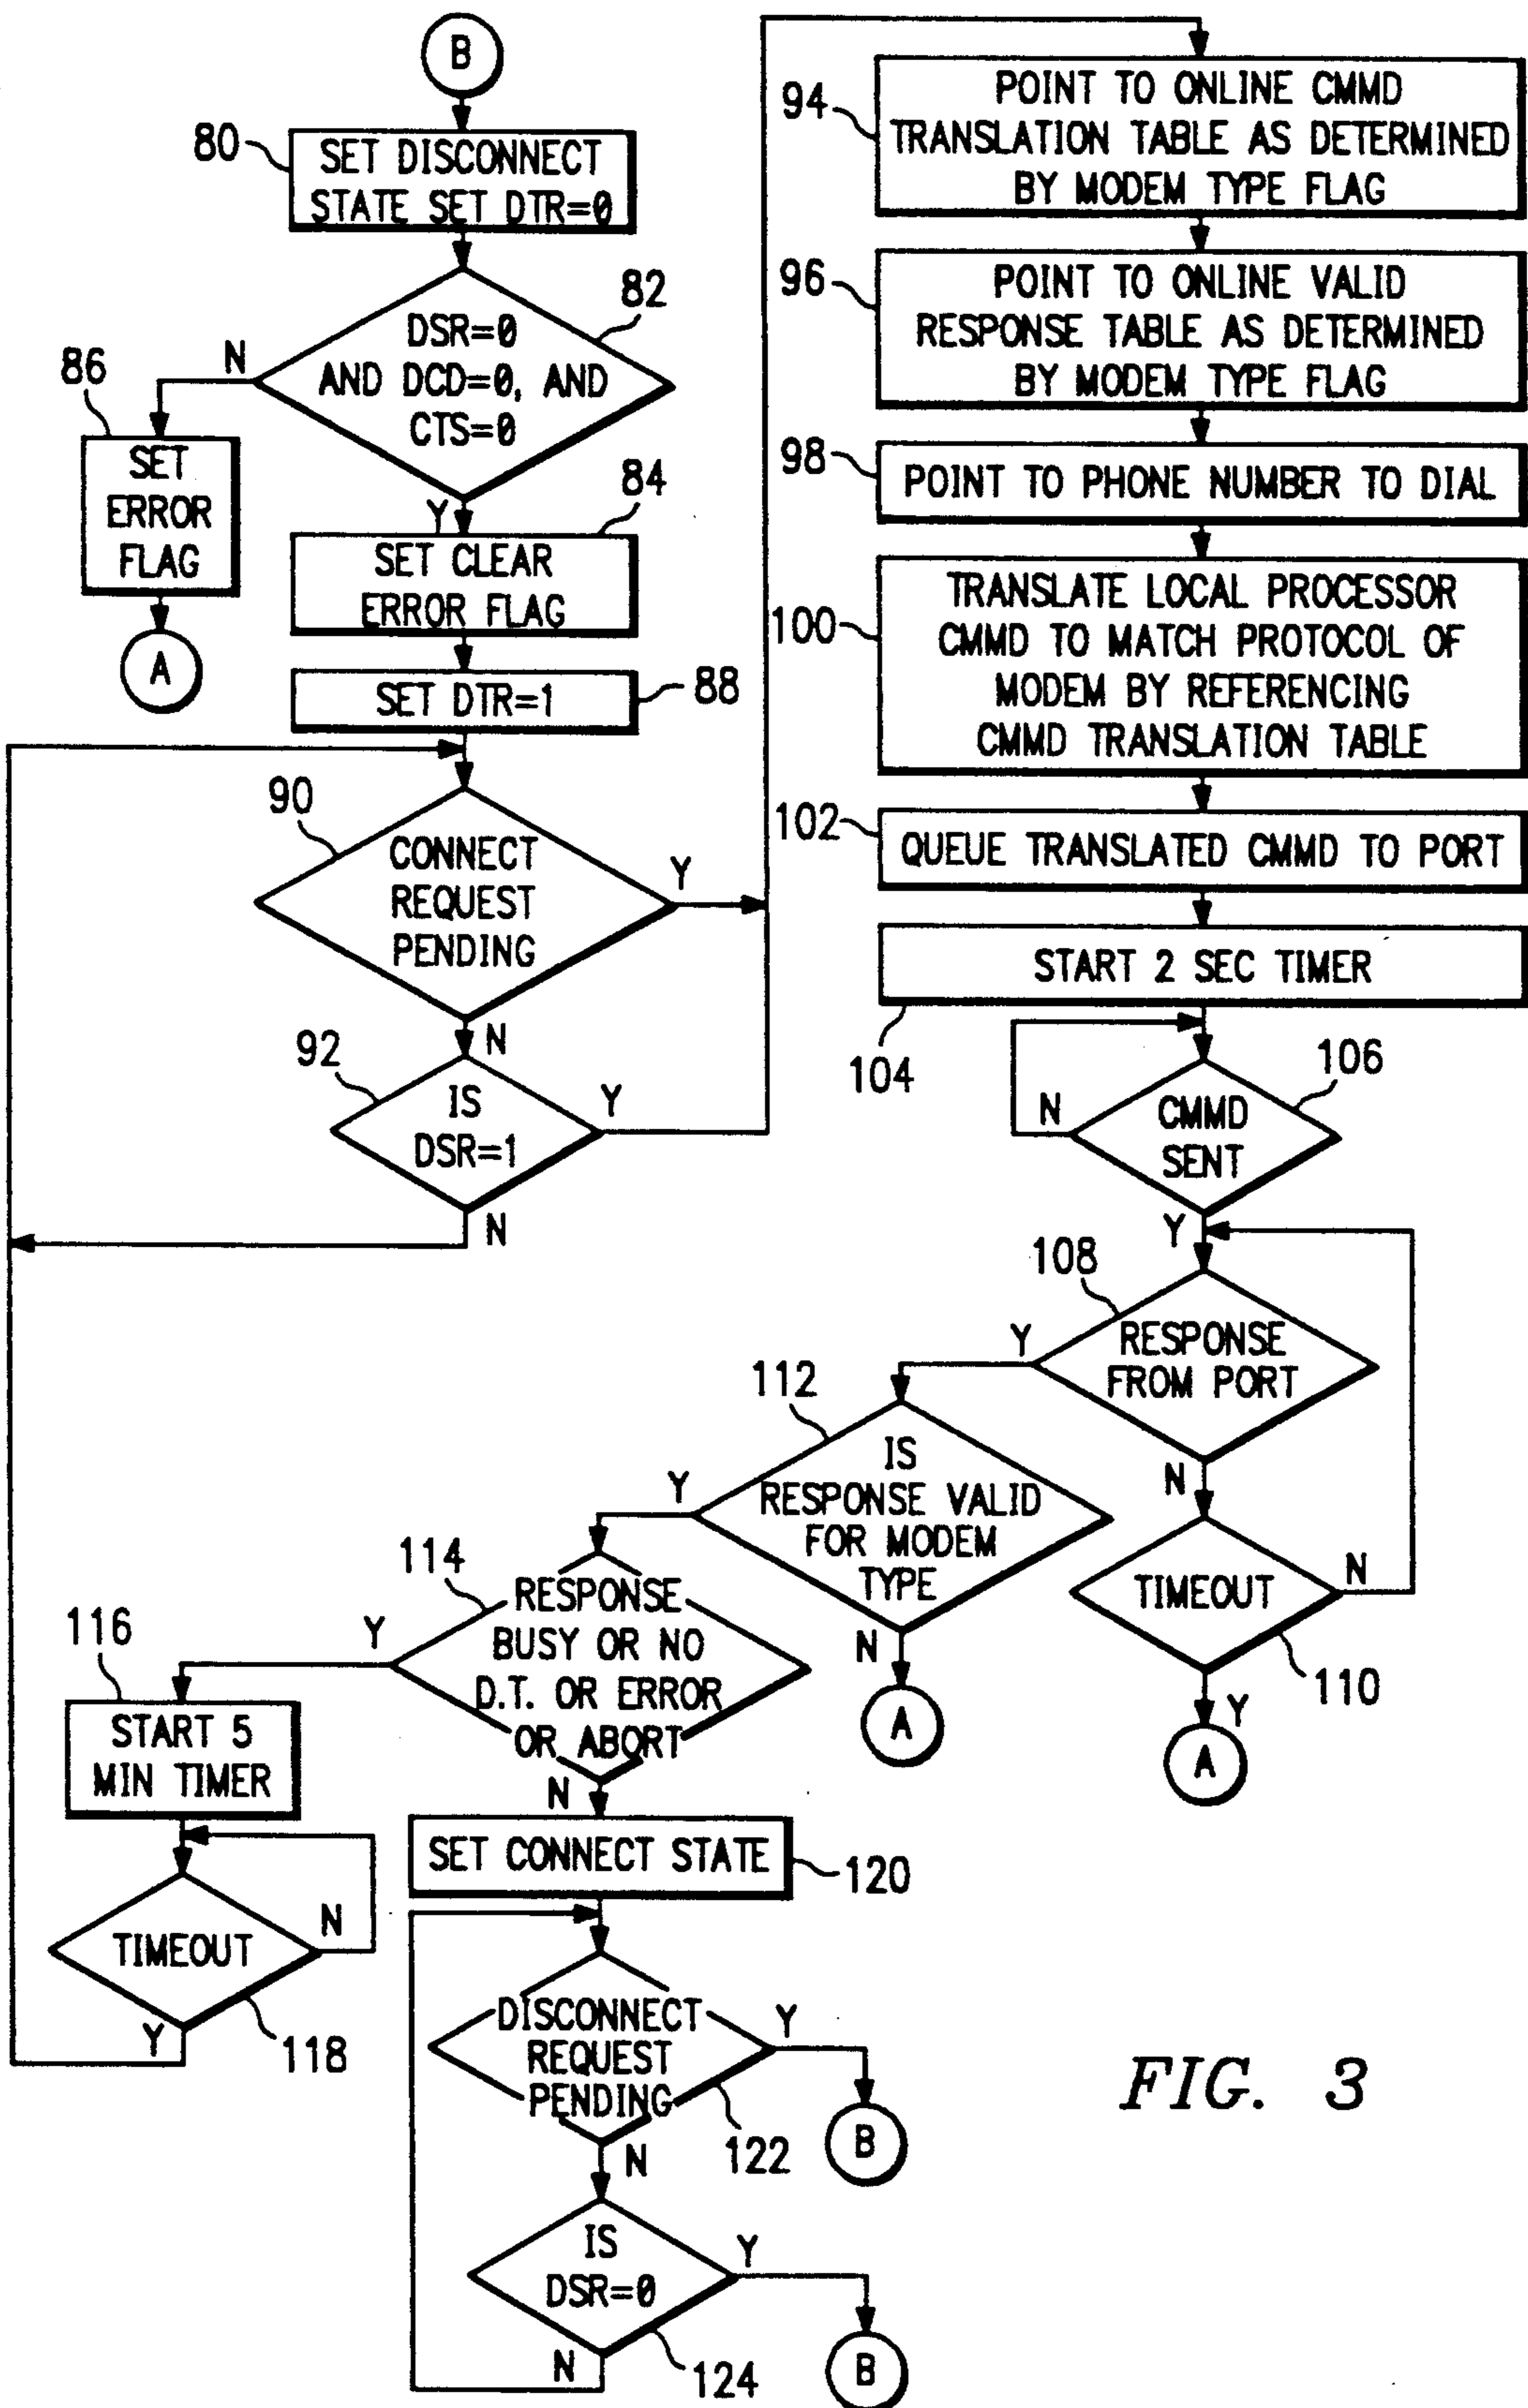 B
80
SET DISCONNECT
STATE SET DTR=0
82
DSR=0
AND DCD=0, AND
CTS=0
N
Y
86
SET
ERROR
FLAG
A
84
SET CLEAR
ERROR FLAG
SET DTR=1
88
90
CONNECT
REQUEST
PENDING
Y
N
92
IS
DSR=1
Y
N
94
POINT TO ONLINE CMMD
TRANSLATION TABLE AS DETERMINED
BY MODEM TYPE FLAG
96
POINT TO ONLINE VALID
RESPONSE TABLE AS DETERMINED
BY MODEM TYPE FLAG
98
POINT TO PHONE NUMBER TO DIAL
100
TRANSLATE LOCAL PROCESSOR
CMMD TO MATCH PROTOCOL OF
MODEM BY REFERENCING
CMMD TRANSLATION TABLE
102
QUEUE TRANSLATED CMMD TO PORT
START 2 SEC TIMER
104
106
CMMD
SENT
N
Y
108
RESPONSE
FROM PORT
Y
N
TIMEOUT
N
110
Y
A
112
IS
RESPONSE VALID
FOR MODEM
TYPE
Y
N
A
114
RESPONSE
BUSY OR NO
D.T. OR ERROR
OR ABORT
Y
N
116
START 5
MIN TIMER
TIMEOUT
N
Y
118
SET CONNECT STATE
120
DISCONNECT
REQUEST
PENDING
Y
B
122
N
IS
DSR=0
Y
B
N
124
FIG. 3